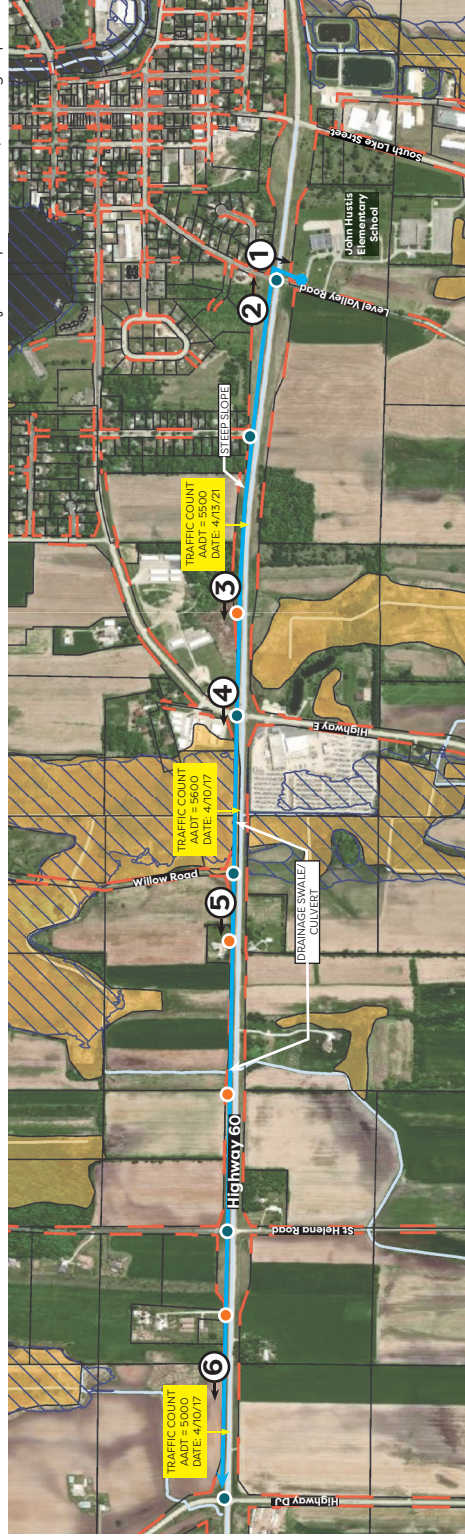 South Lake Street
John Hustis
Elementary
School
1
2
Level Valley Road
STEEP SLOPE
TRAFFIC COUNT
AADT = 5500
DATE: 4/13/21
3
4
Highway E
TRAFFIC COUNT
AADT = 5600
DATE: 4/10/17
Willow Road
5
DRAINAGE SWALE/
CULVERT
Highway 60
St Helena Road
6
TRAFFIC COUNT
AADT = 5000
DATE: 4/10/17
Highway DJ